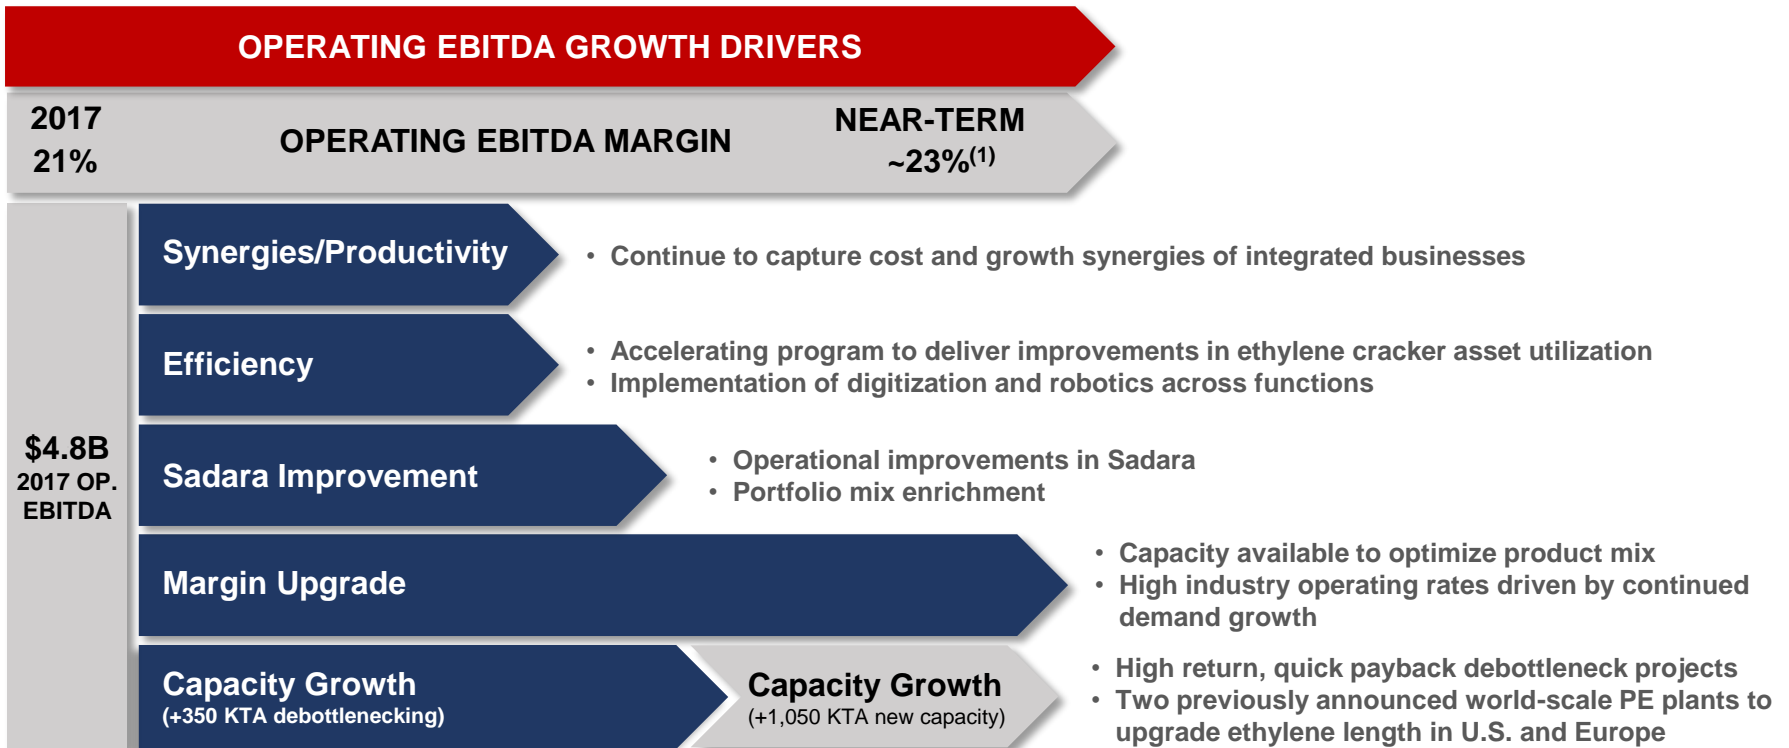 OPERATING EBITDA GROWTH DRIVERS
2017
21%
OPERATING EBITDA MARGIN
NEAR-TERM
~23%(1)
$4.8B
2017 OP.
EBITDA
Synergies/Productivity
• Continue to capture cost and growth synergies of integrated businesses
Efficiency
• Accelerating program to deliver improvements in ethylene cracker asset utilization
• Implementation of digitization and robotics across functions
Sadara Improvement
• Operational improvements in Sadara
• Portfolio mix enrichment
Margin Upgrade
• Capacity available to optimize product mix
• High industry operating rates driven by continued
demand growth
Capacity Growth
(+350 KTA debottlenecking)
Capacity Growth
(+1,050 KTA new capacity)
• High return, quick payback debottleneck projects
• Two previously announced world-scale PE plants to
upgrade ethylene length in U.S. and Europe